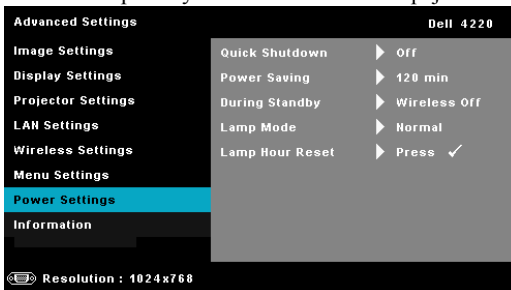 Advanced Settings Dell 4220
Image Settings
Display Settings
Projector Settings
LAN Settings
Wireless Settings
Menu Settings
Power Settings
Information
Quick Shutdown Off
Power Saving 120 min
During Standby Wireless Off
Lamp Mode Normal
Lamp Hour Reset Press ✓
Resolution : 1024x768